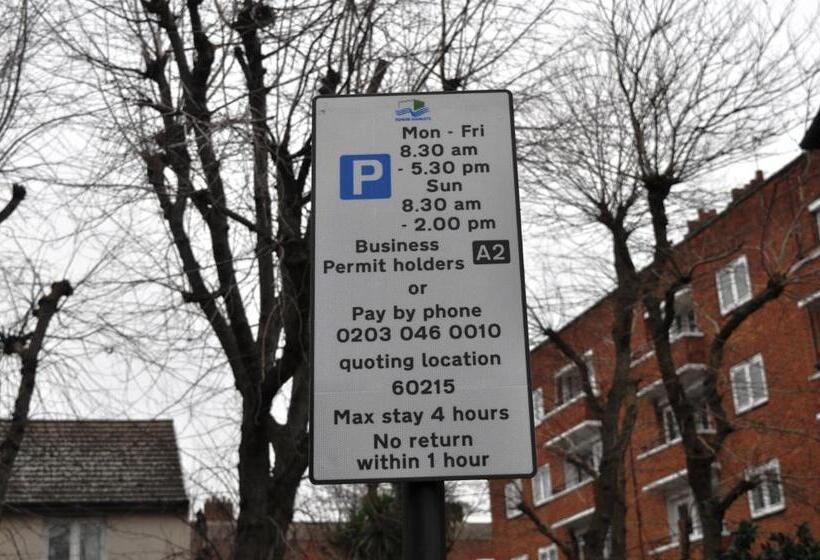 TOWER HAMLETS
Mon - Fri
8.30 am
- 5.30 pm
P
Sun
8.30 am
- 2.00 pm
Business
Permit holders A2
or
Pay by phone
0203 046 0010
quoting location
60215
Max stay 4 hours
No return
within 1 hour